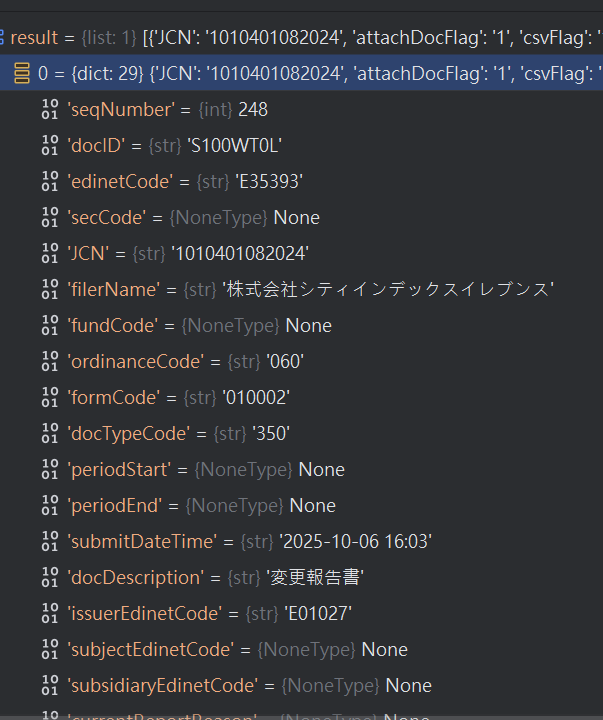 result = {list: 1} [{'JCN': '1010401082024', 'attachDocFlag': '1', 'csvFlag': '
0 = {dict: 29} {'JCN': '1010401082024', 'attachDocFlag': '1', 'csvFlag': '
'seqNumber' = {int} 248
'docID' = {str} 'S100WT0L'
'edinetCode' = {str} 'E35393'
'secCode' = {NoneType} None
'JCN' = {str} '1010401082024'
'filerName' = {str} '株式会社シティインデックスイレブンス'
'fundCode' = {NoneType} None
'ordinanceCode' = {str} '060'
'formCode' = {str} '010002'
'docTypeCode' = {str} '350'
'periodStart' = {NoneType} None
'periodEnd' = {NoneType} None
'submitDateTime' = {str} '2025-10-06 16:03'
'docDescription' = {str} '変更報告書'
'issuerEdinetCode' = {str} 'E01027'
'subjectEdinetCode' = {NoneType} None
'subsidiaryEdinetCode' = {NoneType} None
'currentReportReason' = {NoneType} None